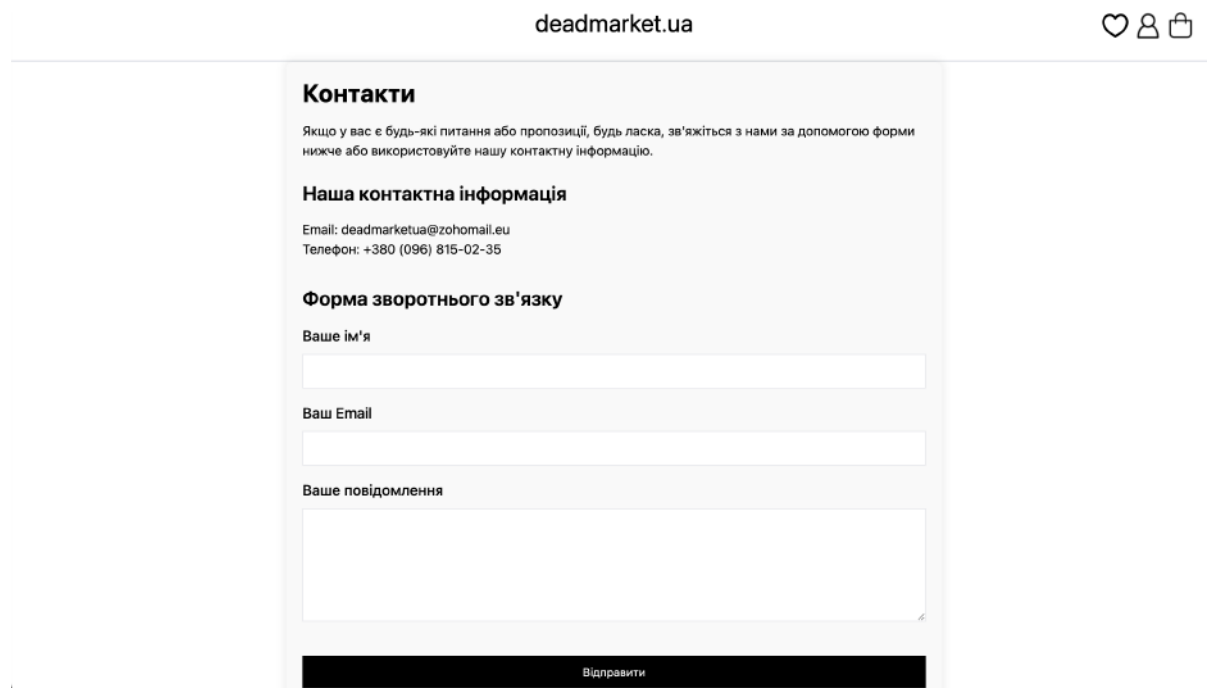 deadmarket.ua
Контакти
Якщо у вас є будь-які питання або пропозиції, будь ласка, зв'яжіться з нами за допомогою форми
нижче або використовуйте нашу контактну інформацію.
Наша контактна інформація
Email: deadmarketua@zohomail.eu
Телефон: +380 (096) 815-02-35
Форма зворотнього зв'язку
Ваше ім'я
Ваш Email
Ваше повідомлення
Відправити